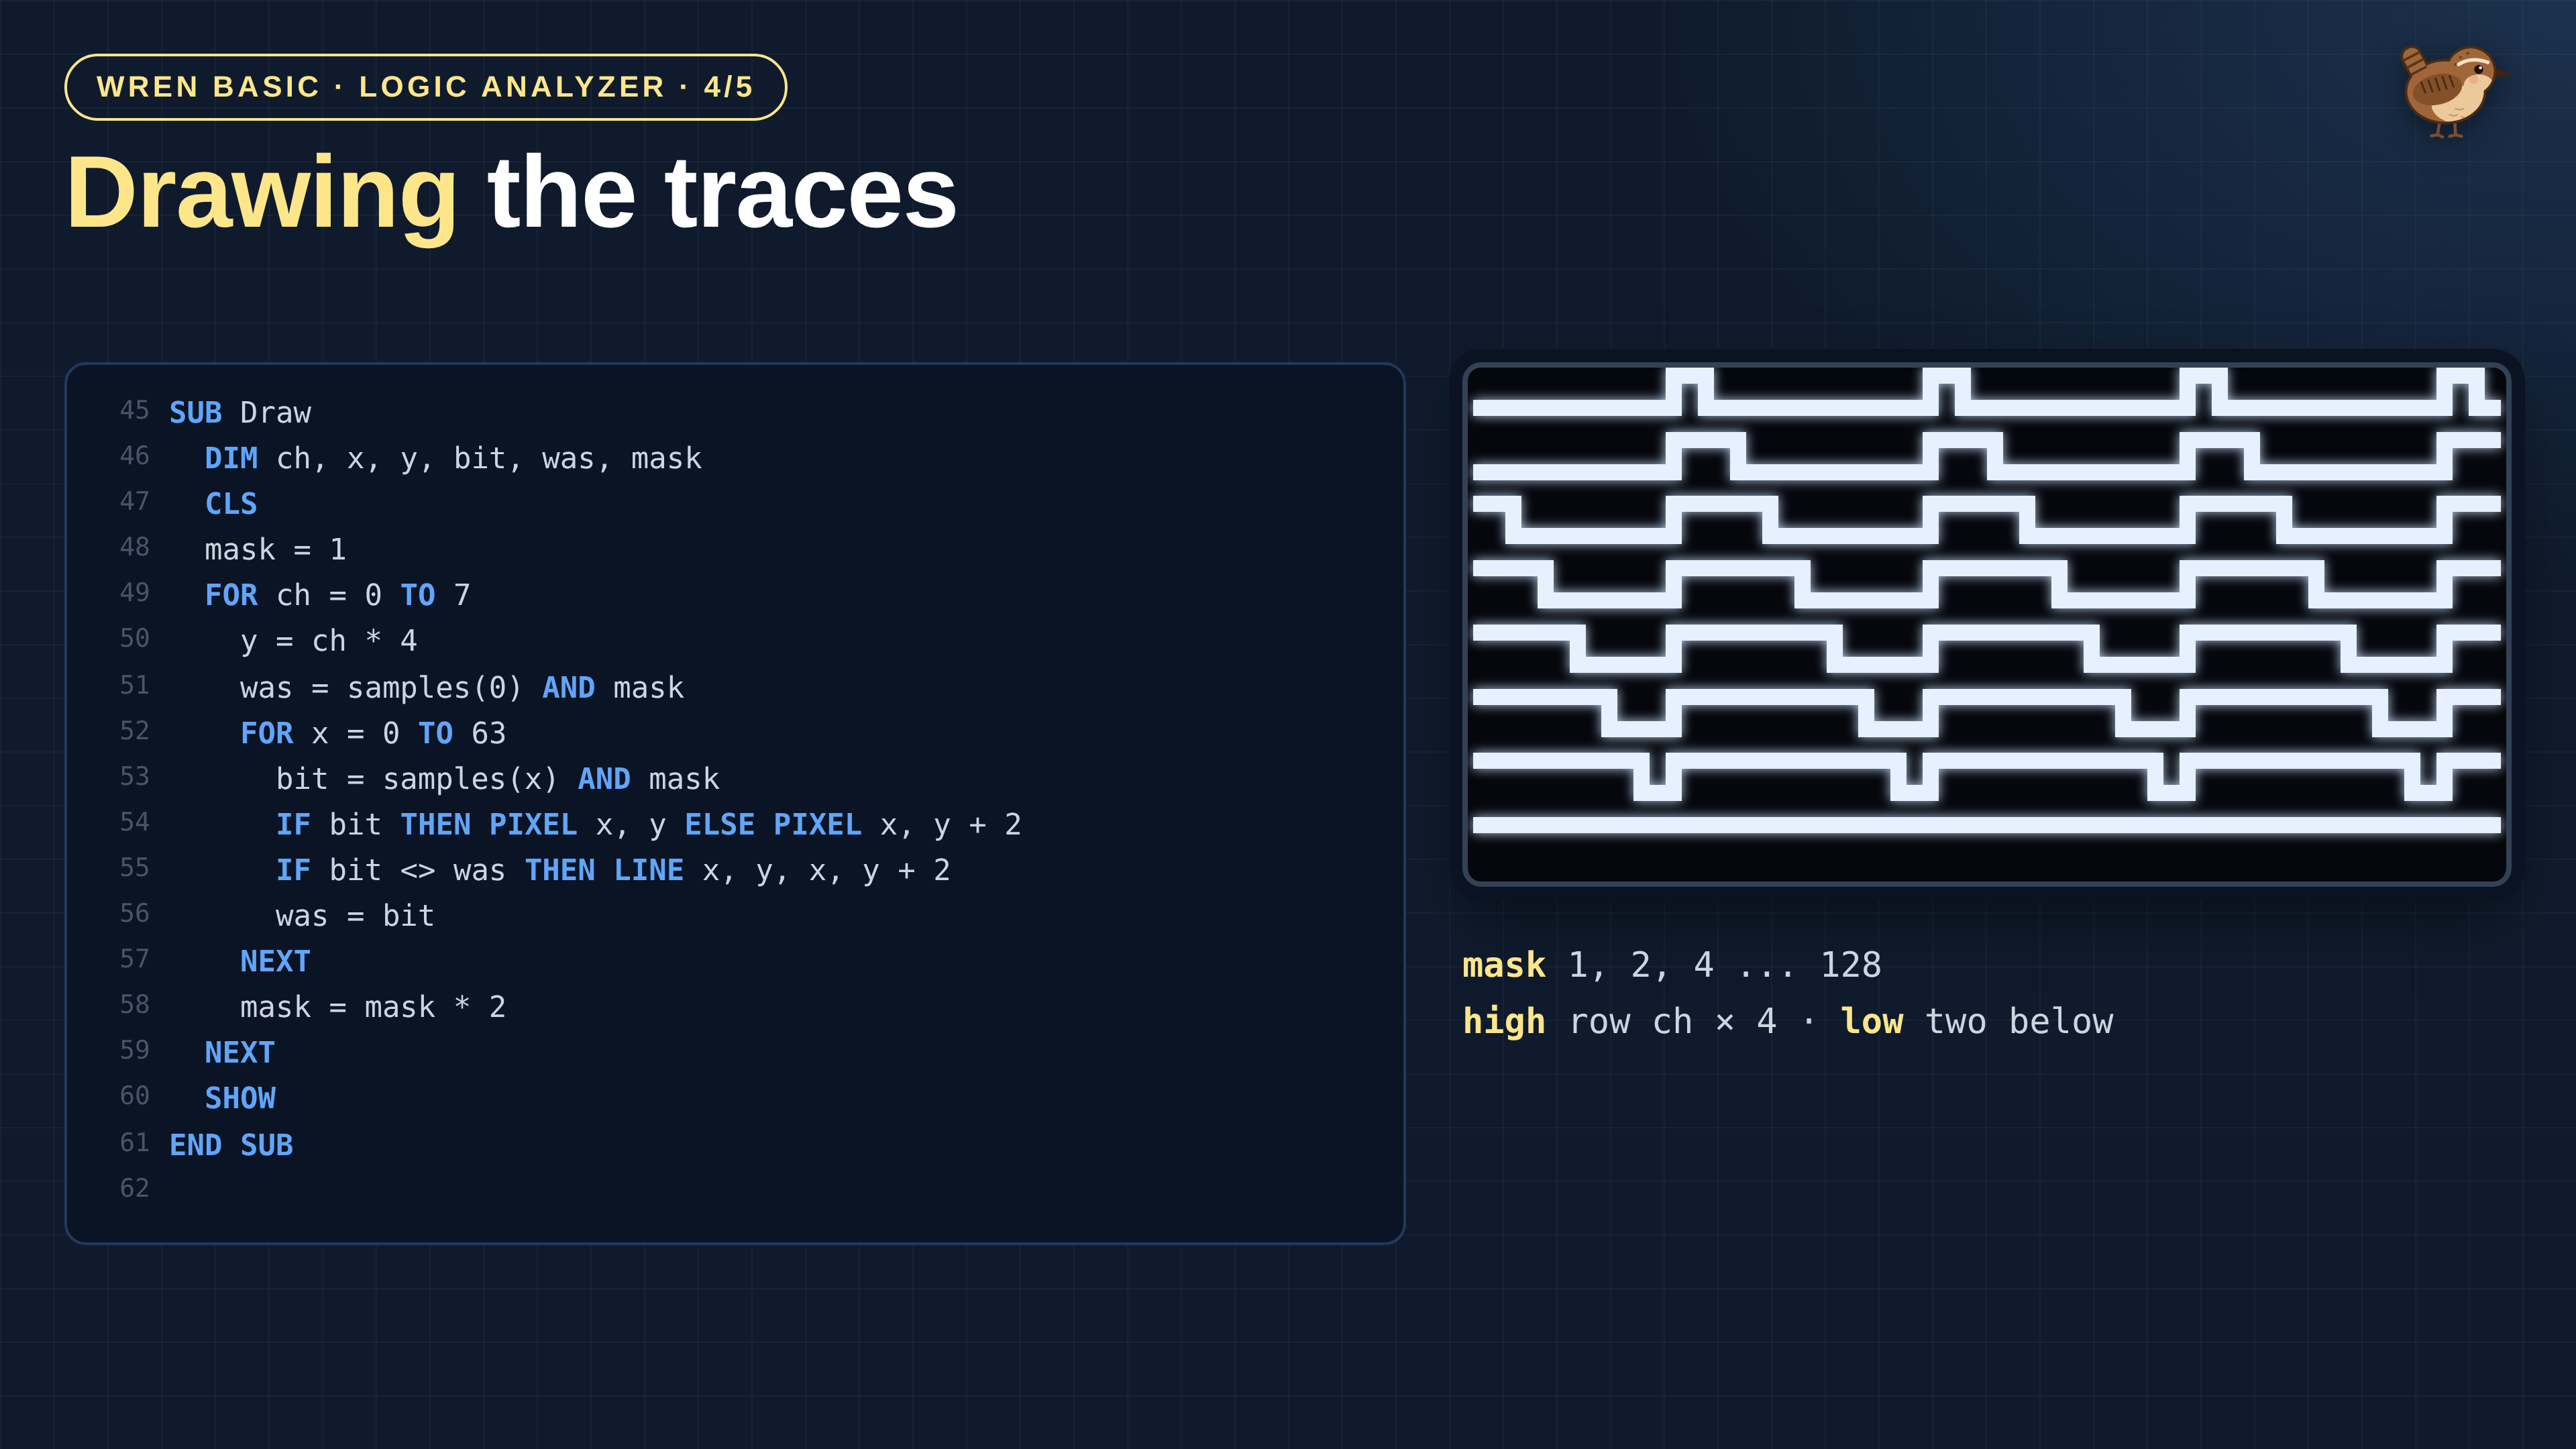 WREN BASIC · LOGIC ANALYZER · 4/5
Drawing the traces
45 SUB Draw
46   DIM ch, x, y, bit, was, mask
47   CLS
48   mask = 1
49   FOR ch = 0 TO 7
50     y = ch * 4
51     was = samples(0) AND mask
52     FOR x = 0 TO 63
53       bit = samples(x) AND mask
54       IF bit THEN PIXEL x, y ELSE PIXEL x, y + 2
55       IF bit <> was THEN LINE x, y, x, y + 2
56       was = bit
57     NEXT
58     mask = mask * 2
59   NEXT
60   SHOW
61 END SUB
62
mask 1, 2, 4 ... 128
high row ch × 4 · low two below